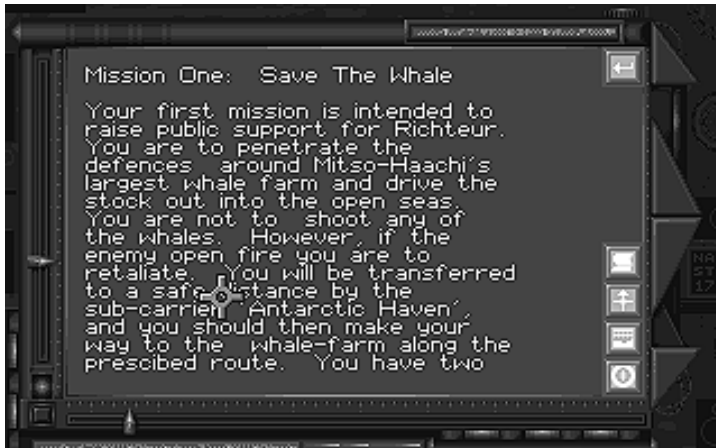 Mission One: Save The Whale
Your first mission is intended to
raise public support for Richteur.
You are to penetrate the
defences around Mitso-Haachi's
largest whale farm and drive the
stock out into the open seas.
You are not to shoot any of
the whales. However, if the
enemy open fire you are to
retaliate. You will be transferred
to a safe distance by the
sub-carrier 'Antarctic Haven',
and you should then make your
way to the whale-farm along the
prescibed route. You have two
NA
ST
17